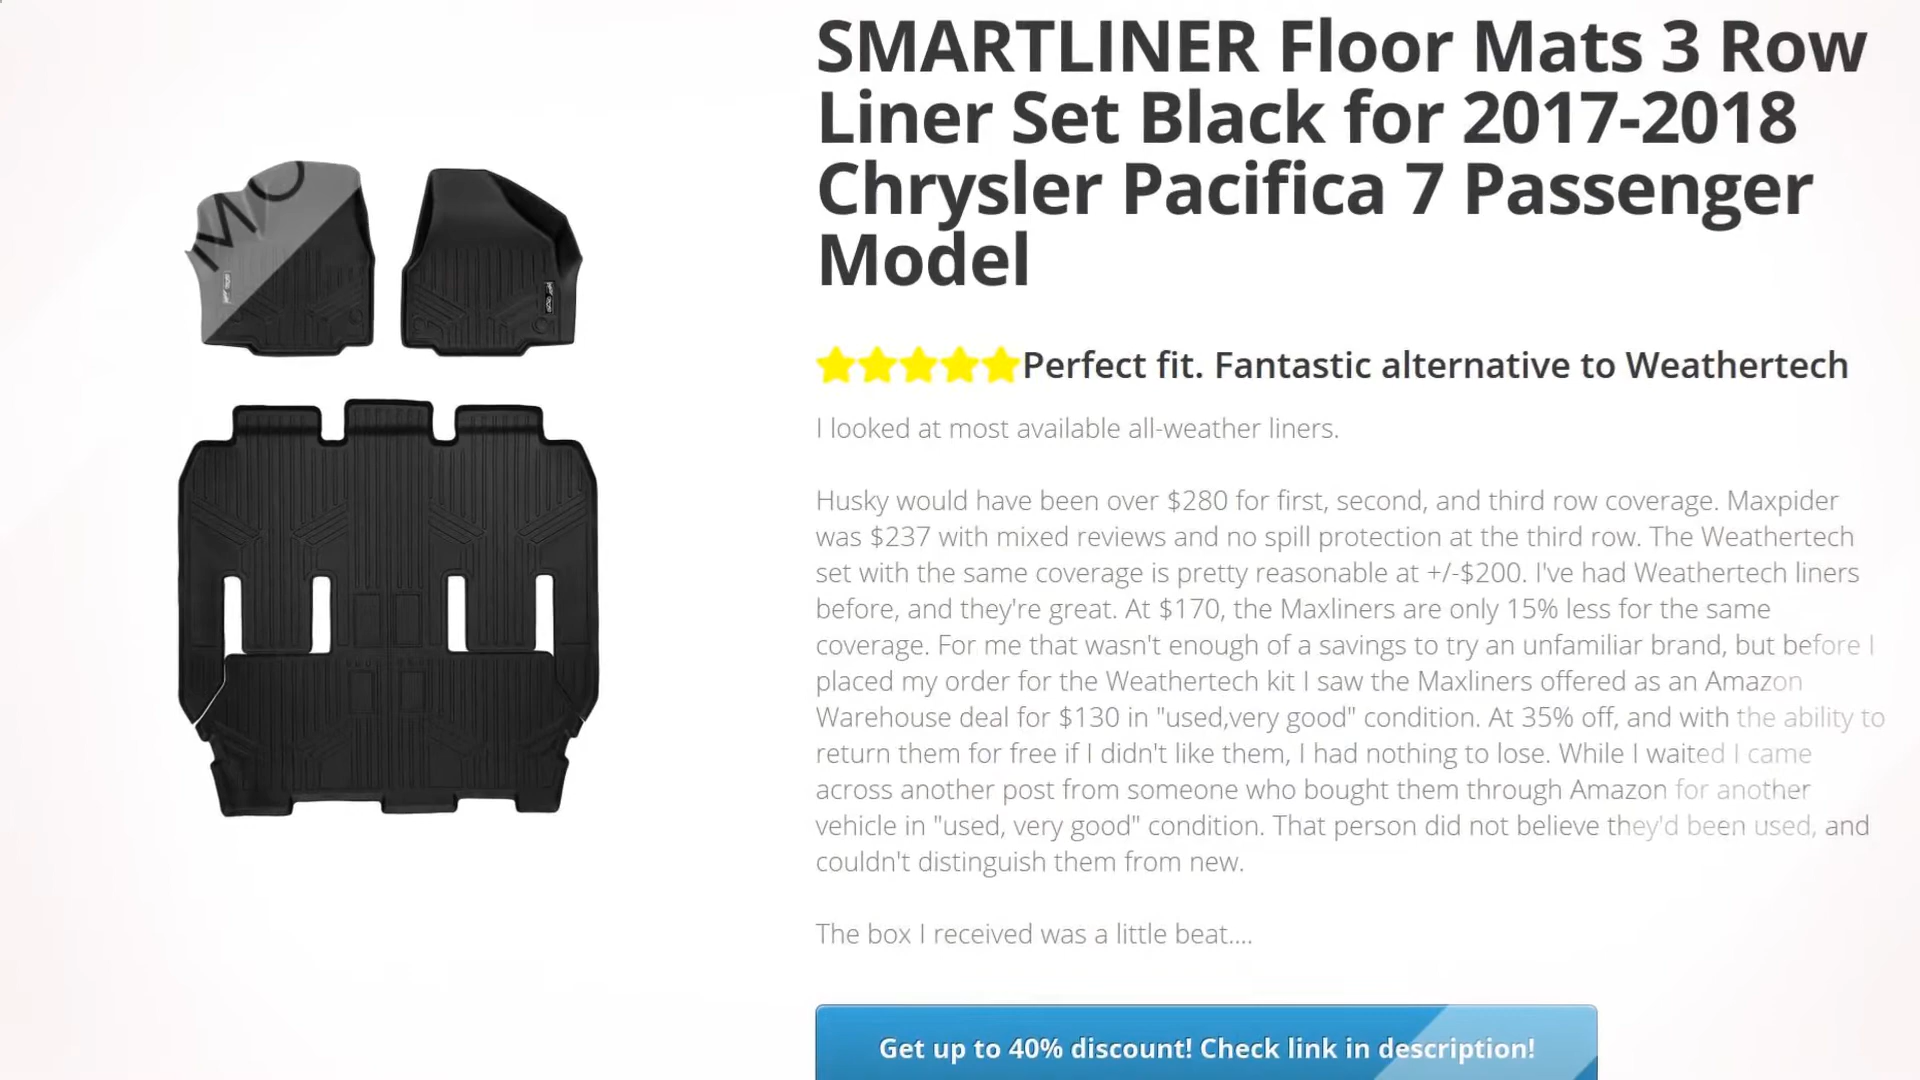 SMARTLINER Floor Mats 3 Row
Liner Set Black for 2017-2018
Chrysler Pacifica 7 Passenger
Model
Perfect fit. Fantastic alternative to Weathertech
I looked at most available all-weather liners.
Husky would have been over $280 for first, second, and third row coverage. Maxpider
was $237 with mixed reviews and no spill protection at the third row. The Weathertech
set with the same coverage is pretty reasonable at +/-$200. I've had Weathertech liners
before, and they're great. At $170, the Maxliners are only 15% less for the same
coverage. For me that wasn't enough of a savings to try an unfamiliar brand, but before I
placed my order for the Weathertech kit I saw the Maxliners offered as an Amazon
Warehouse deal for $130 in "used,very good" condition. At 35% off, and with the ability to
return them for free if I didn't like them, I had nothing to lose. While I waited I came
across another post from someone who bought them through Amazon for another
vehicle in "used, very good" condition. That person did not believe they'd been used, and
couldn't distinguish them from new.
The box I received was a little beat....
Get up to 40% discount! Check link in description!